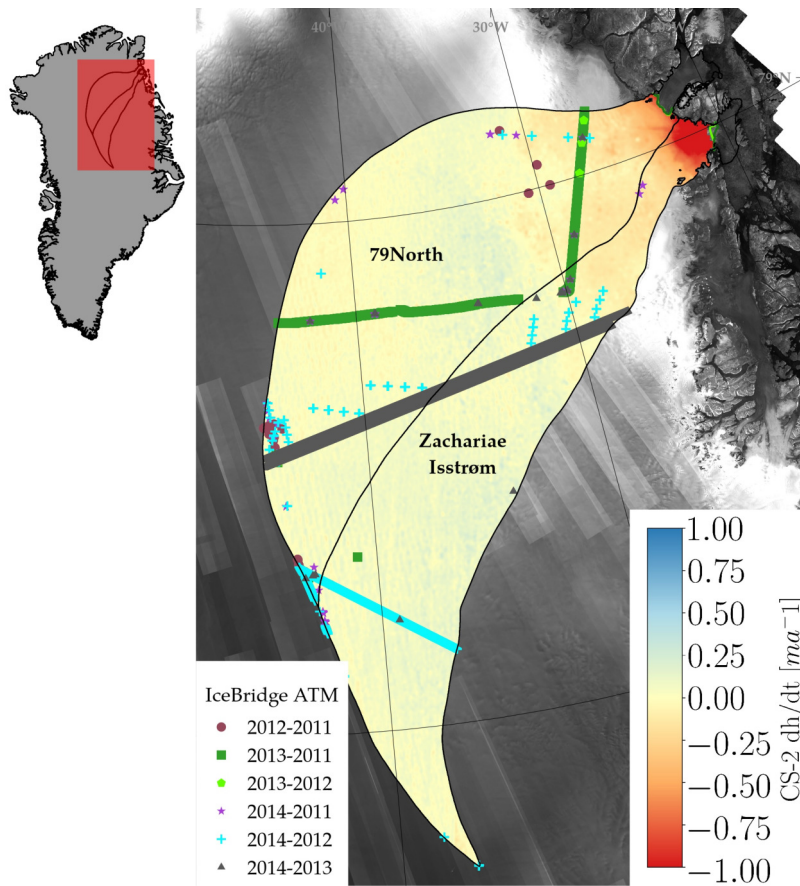 40°
30°W
79°N
79North
Zachariae
Isstrøm
IceBridge ATM
2012-2011
2013-2011
2013-2012
2014-2011
2014-2012
2014-2013
1.00
0.75
0.50
0.25
0.00
−0.25
−0.50
−0.75
−1.00
CS-2 dh/dt [ma⁻¹]